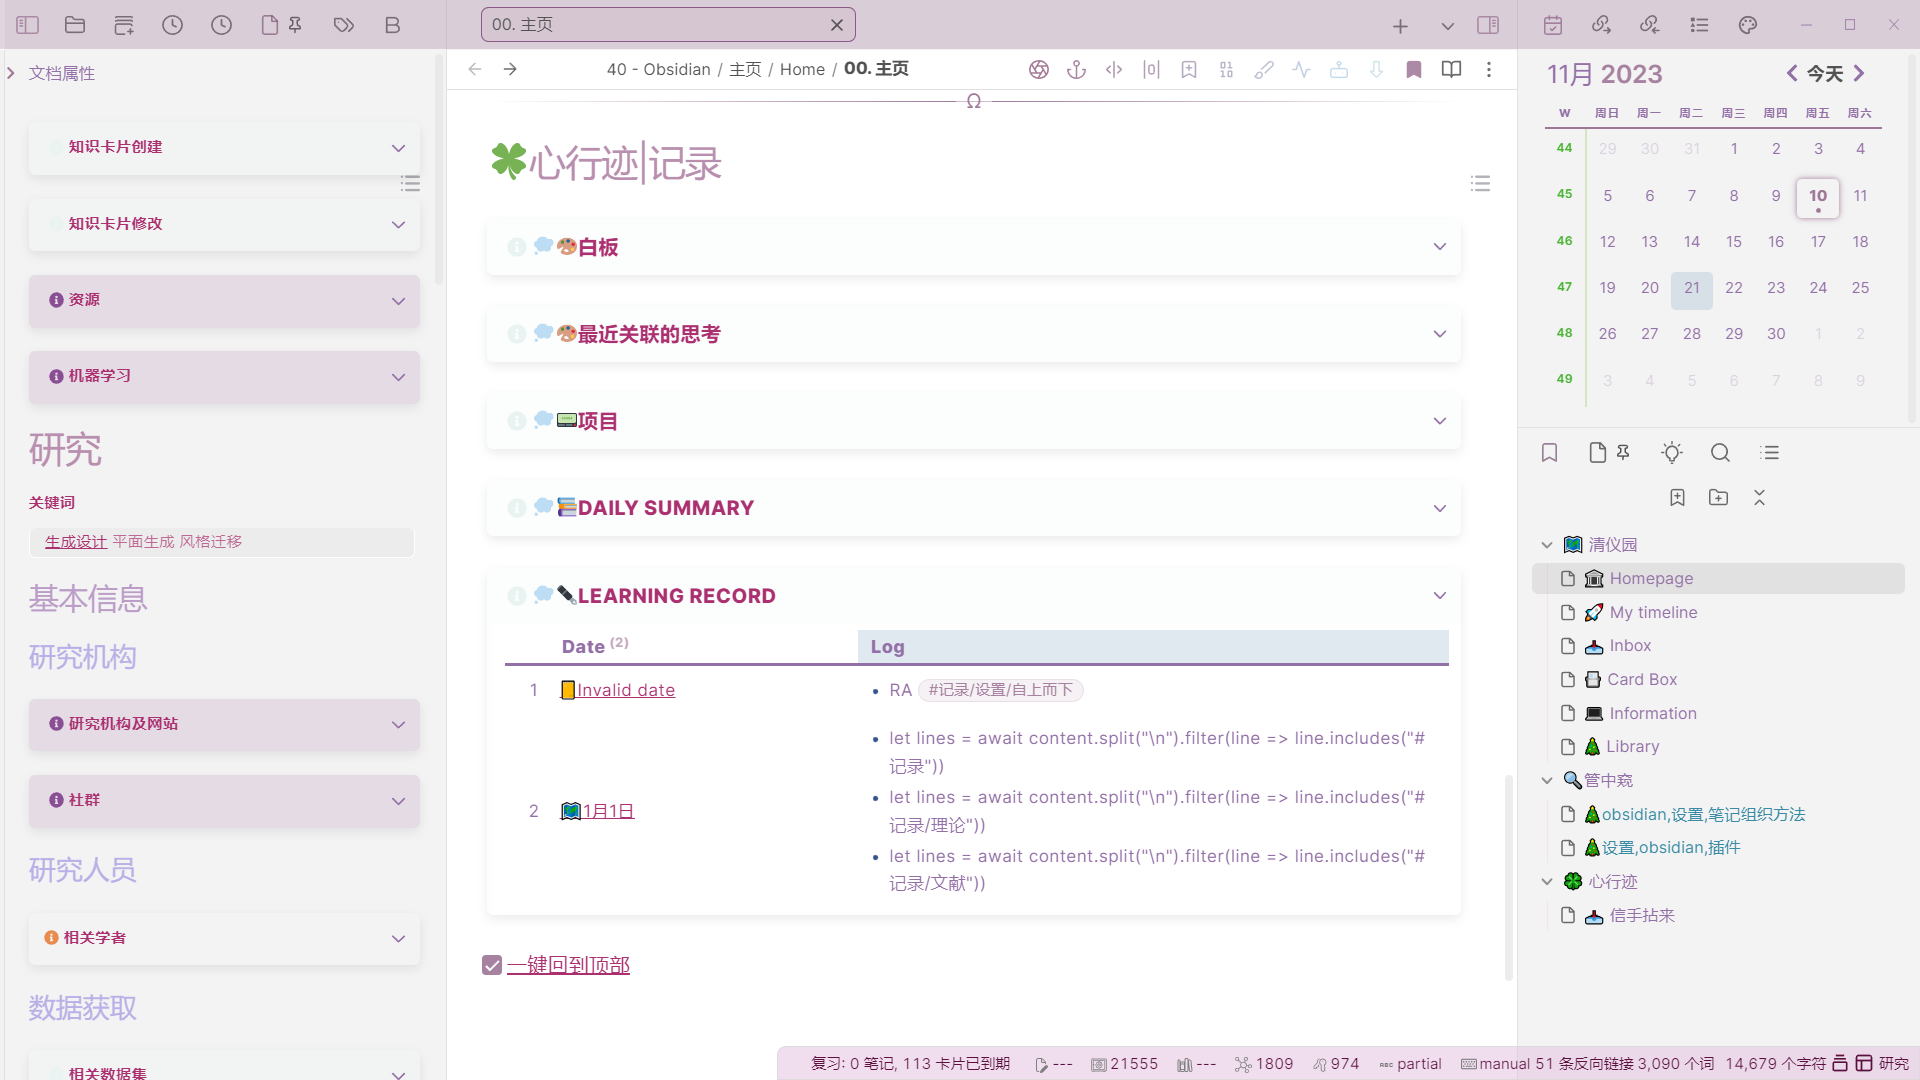 00. 主页
文档属性
知识卡片创建
知识卡片修改
资源
机器学习
研究
关键词
生成设计 平面生成 风格迁移
基本信息
研究机构
研究机构及网站
社群
研究人员
相关学者
数据获取
相关数据集
40 - Obsidian / 主页 / Home / 00. 主页
心行迹|记录
白板
最近关联的思考
项目
DAILY SUMMARY
LEARNING RECORD
Date (2) Log
1 Invalid date
RA #记录/设置/自上而下
2 1月1日
let lines = await content.split("\n").filter(line => line.includes("#
记录"))
let lines = await content.split("\n").filter(line => line.includes("#
记录/理论"))
let lines = await content.split("\n").filter(line => line.includes("#
记录/文献"))
一键回到顶部
11月 2023 今天
W 周日 周一 周二 周三 周四 周五 周六
44 29 30 31 1 2 3 4
45 5 6 7 8 9 10 11
46 12 13 14 15 16 17 18
47 19 20 21 22 23 24 25
48 26 27 28 29 30 1 2
49 3 4 5 6 7 8 9
清仪园
Homepage
My timeline
Inbox
Card Box
Information
Library
管中窥
obsidian,设置,笔记组织方法
设置,obsidian,插件
心行迹
信手拈来
复习: 0 笔记, 113 卡片已到期 --- 21555 --- 1809 974 partial manual 51 条反向链接 3,090 个词 14,679 个字符 研究